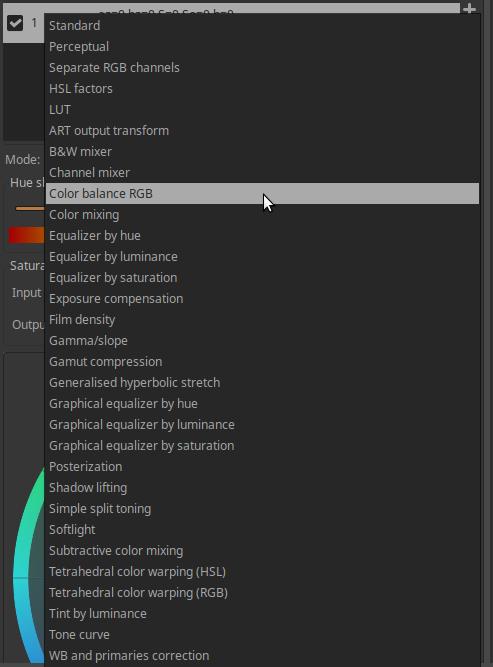 1
Standard
Perceptual
Separate RGB channels
HSL factors
LUT
ART output transform
B&W mixer
Mode:
Channel mixer
Color balance RGB
Color mixing
Equalizer by hue
Equalizer by luminance
Equalizer by saturation
Input
Exposure compensation
Film density
Gamma/slope
Gamut compression
Generalised hyperbolic stretch
Graphical equalizer by hue
Graphical equalizer by luminance
Graphical equalizer by saturation
Posterization
Shadow lifting
Simple split toning
Softlight
Subtractive color mixing
Tetrahedral color warping (HSL)
Tetrahedral color warping (RGB)
Tint by luminance
Tone curve
WB and primaries correction